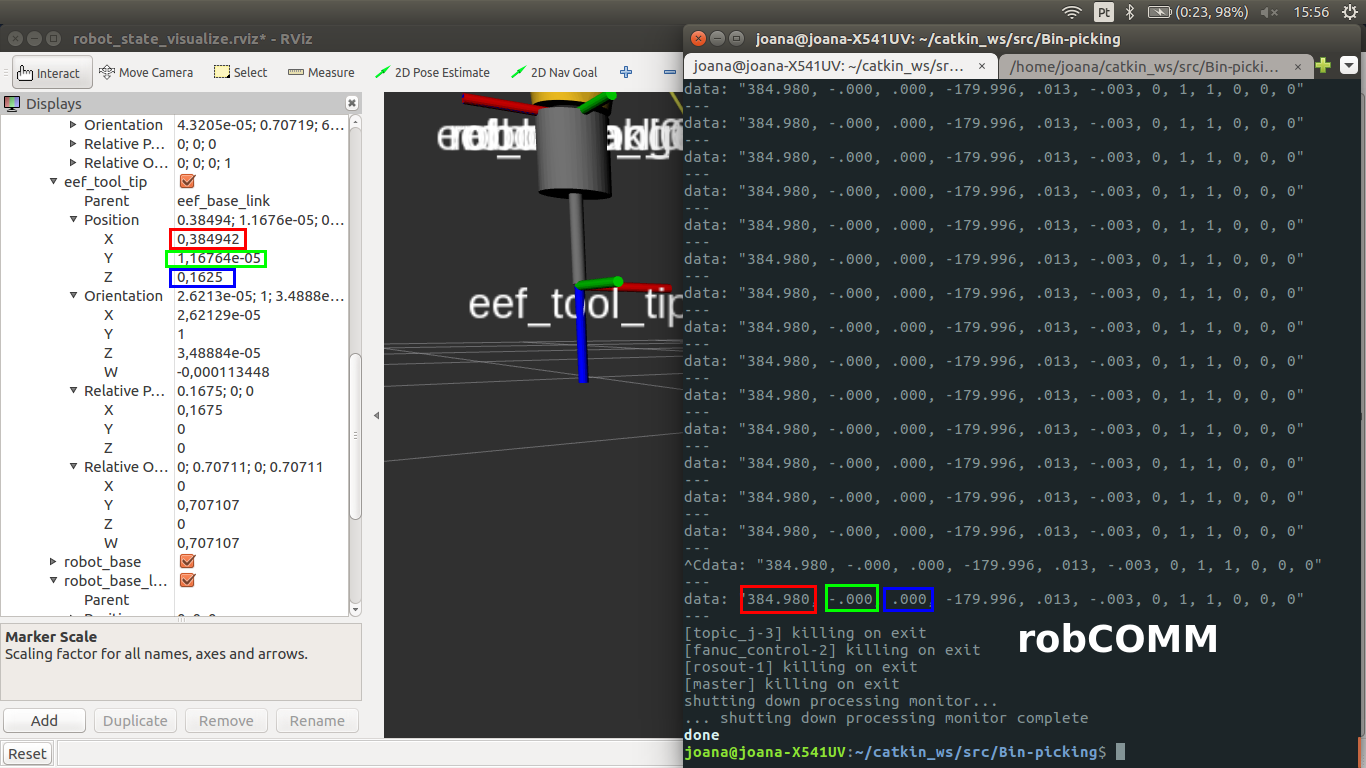 Pt
(0:23, 98%)
15:56
robot_state_visualize.rviz* - RViz
joana@joana-X541UV: ~/catkin_ws/src/Bin-picking
Interact
Move Camera
Select
Measure
2D Pose Estimate
2D Nav Goal
joana@joana-X541UV: ~/catkin_ws/sr... ×
/home/joana/catkin_ws/src/Bin-picki... ×
Displays
Orientation 4.3205e-05; 0.70719; 6...
Relative P... 0; 0; 0
Relative O... 0; 0; 0; 1
eef_tool_tip
Parent eef_base_link
Position 0.38494; 1.1676e-05; 0...
X 0,384942
Y 1,16764e-05
Z 0,1625
Orientation 2.6213e-05; 1; 3.4888e...
X 2,62129e-05
Y 1
Z 3,48884e-05
W -0,000113448
Relative P... 0.1675; 0; 0
X 0,1675
Y 0
Z 0
Relative O... 0; 0.70711; 0; 0.70711
X 0
Y 0,707107
Z 0
W 0,707107
robot_base
robot_base_l...
Parent
Marker Scale
Scaling factor for all names, axes and arrows.
Add
Duplicate
Remove
Rename
Reset
eef_tool_tip
data: "384.980, -.000, .000, -179.996, .013, -.003, 0, 1, 1, 0, 0, 0"
---
data: "384.980, -.000, .000, -179.996, .013, -.003, 0, 1, 1, 0, 0, 0"
---
data: "384.980, -.000, .000, -179.996, .013, -.003, 0, 1, 1, 0, 0, 0"
---
data: "384.980, -.000, .000, -179.996, .013, -.003, 0, 1, 1, 0, 0, 0"
---
data: "384.980, -.000, .000, -179.996, .013, -.003, 0, 1, 1, 0, 0, 0"
---
data: "384.980, -.000, .000, -179.996, .013, -.003, 0, 1, 1, 0, 0, 0"
---
data: "384.980, -.000, .000, -179.996, .013, -.003, 0, 1, 1, 0, 0, 0"
---
data: "384.980, -.000, .000, -179.996, .013, -.003, 0, 1, 1, 0, 0, 0"
---
data: "384.980, -.000, .000, -179.996, .013, -.003, 0, 1, 1, 0, 0, 0"
---
data: "384.980, -.000, .000, -179.996, .013, -.003, 0, 1, 1, 0, 0, 0"
---
data: "384.980, -.000, .000, -179.996, .013, -.003, 0, 1, 1, 0, 0, 0"
---
data: "384.980, -.000, .000, -179.996, .013, -.003, 0, 1, 1, 0, 0, 0"
---
data: "384.980, -.000, .000, -179.996, .013, -.003, 0, 1, 1, 0, 0, 0"
---
data: "384.980, -.000, .000, -179.996, .013, -.003, 0, 1, 1, 0, 0, 0"
---
^Cdata: "384.980, -.000, .000, -179.996, .013, -.003, 0, 1, 1, 0, 0, 0"
---
data: "384.980, -.000, .000, -179.996, .013, -.003, 0, 1, 1, 0, 0, 0"
---
[topic_j-3] killing on exit
[fanuc_control-2] killing on exit
[rosout-1] killing on exit
[master] killing on exit
shutting down processing monitor...
... shutting down processing monitor complete
done
joana@joana-X541UV:~/catkin_ws/src/Bin-picking$
robCOMM